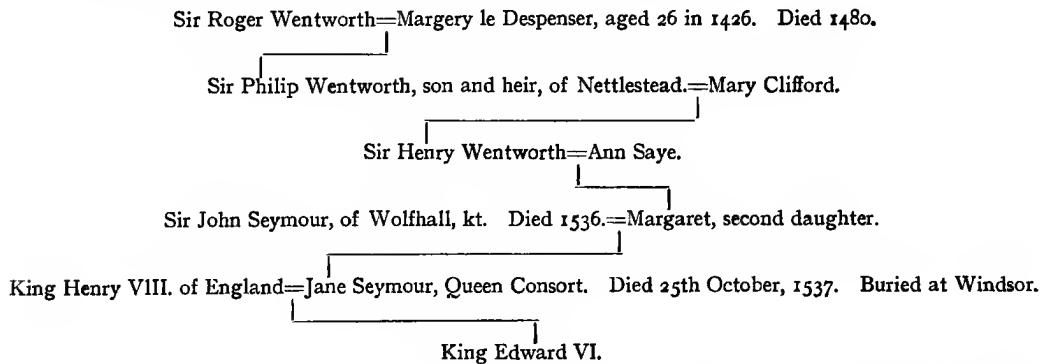 Sir Roger Wentworth=Margery le Despenser, aged 26 in 1426. Died 1480.
Sir Philip Wentworth, son and heir, of Nettlestead.=Mary Clifford.
Sir Henry Wentworth=Ann Saye.
Sir John Seymour, of Wolfhall, kt. Died 1536.=Margaret, second daughter.
King Henry VIII. of England=Jane Seymour, Queen Consort. Died 25th October, 1537. Buried at Windsor.
King Edward VI.